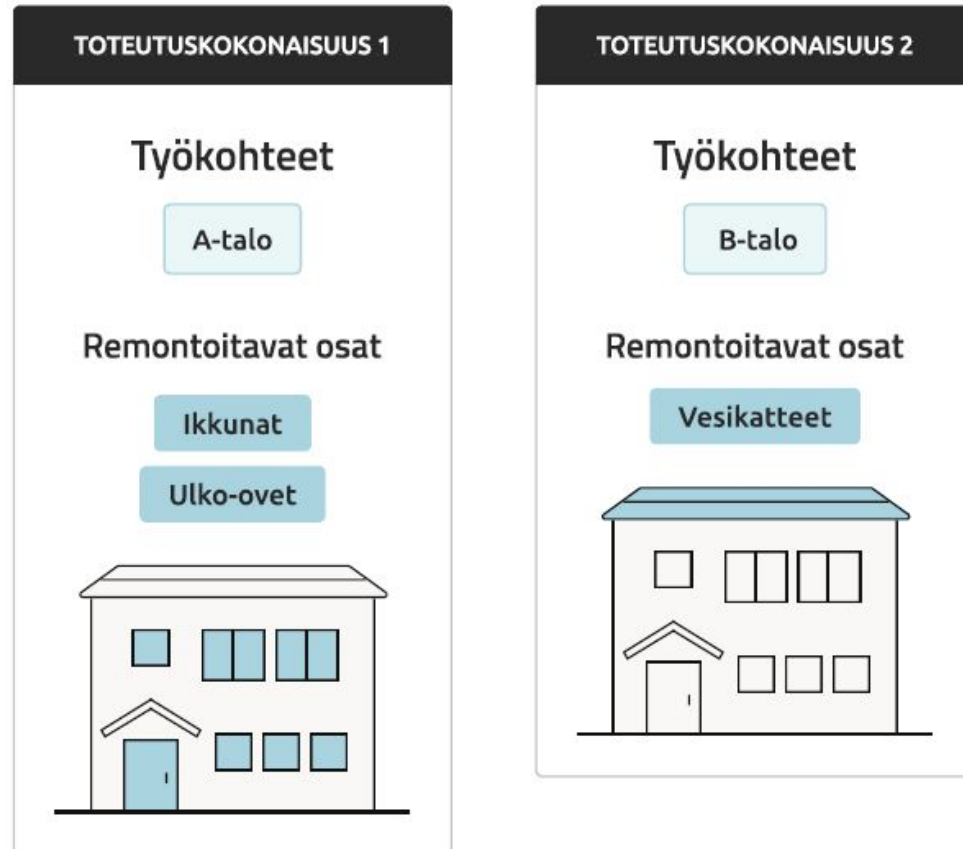 TOTEUTUSKOKONAISUUS 1
Työkohteet
A-talo
Remontoitavat osat
Ikkunat
Ulko-ovet
TOTEUTUSKOKONAISUUS 2
Työkohteet
B-talo
Remontoitavat osat
Vesikatteet